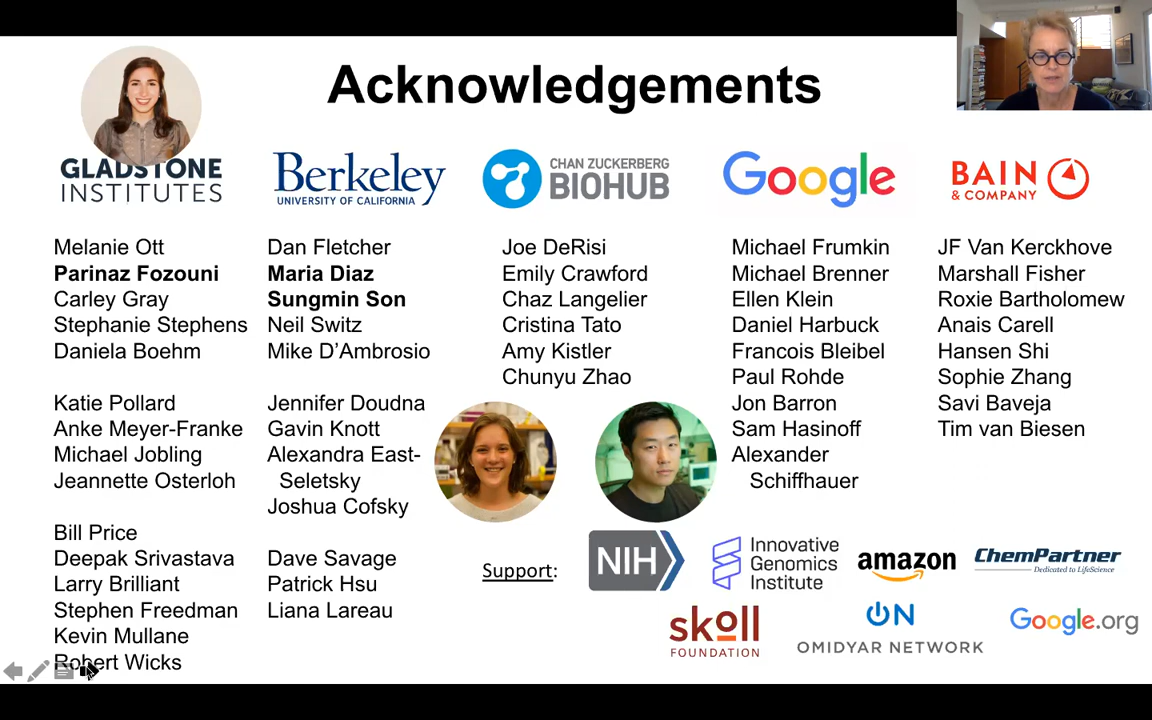 Acknowledgements
GLADSTONE
INSTITUTES
Berkeley
UNIVERSITY OF CALIFORNIA
CHAN ZUCKERBERG
BIOHUB
Google
BAIN
& COMPANY
Melanie Ott
Parinaz Fozouni
Carley Gray
Stephanie Stephens
Daniela Boehm
Katie Pollard
Anke Meyer-Franke
Michael Jobling
Jeannette Osterloh
Bill Price
Deepak Srivastava
Larry Brilliant
Stephen Freedman
Kevin Mullane
Robert Wicks
Dan Fletcher
Maria Diaz
Sungmin Son
Neil Switz
Mike D’Ambrosio
Jennifer Doudna
Gavin Knott
Alexandra East-
Seletsky
Joshua Cofsky
Dave Savage
Patrick Hsu
Liana Lareau
Joe DeRisi
Emily Crawford
Chaz Langelier
Cristina Tato
Amy Kistler
Chunyu Zhao
Michael Frumkin
Michael Brenner
Ellen Klein
Daniel Harbuck
Francois Bleibel
Paul Rohde
Jon Barron
Sam Hasinoff
Alexander
Schiffhauer
JF Van Kerckhove
Marshall Fisher
Roxie Bartholomew
Anais Carell
Hansen Shi
Sophie Zhang
Savi Baveja
Tim van Biesen
Support:
NIH
Innovative
Genomics
Institute
amazon
ChemPartner
Dedicated to LifeScience
skoll
FOUNDATION
ON
OMIDYAR NETWORK
Google.org